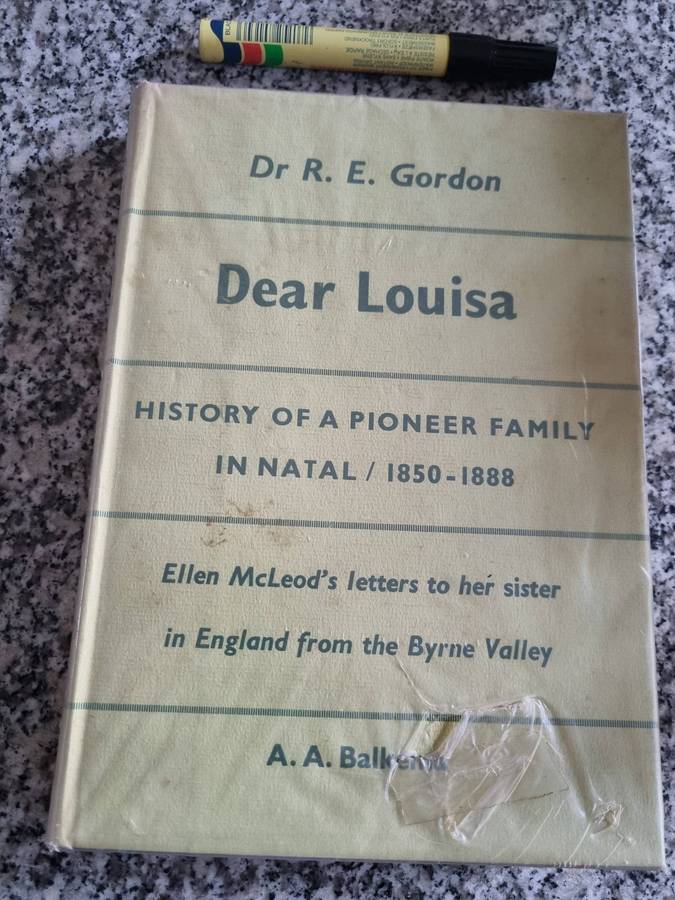 Dr R. E. Gordon
Dear Louisa
HISTORY OF A PIONEER FAMILY
IN NATAL / 1850-1888
Ellen McLeod's letters to her sister
in England from the Byrne Valley
A. A. Balkema